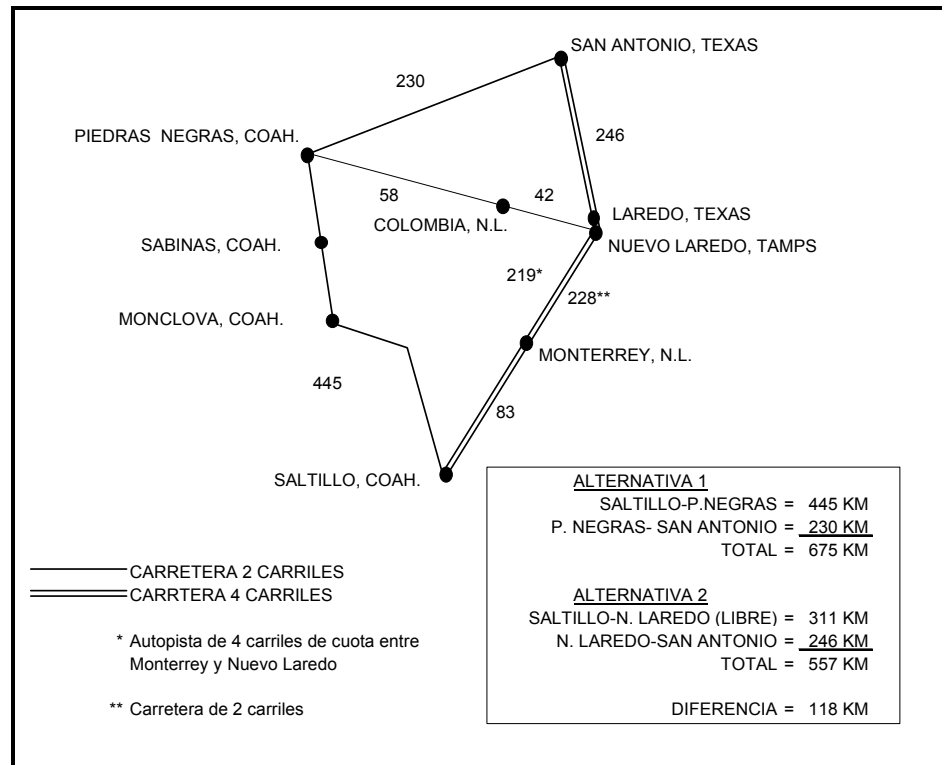 SAN ANTONIO, TEXAS
230
PIEDRAS NEGRAS, COAH.
246
58
42
COLOMBIA, N.L.
LAREDO, TEXAS
NUEVO LAREDO, TAMPS
SABINAS, COAH.
219*
228**
MONCLOVA, COAH.
MONTERREY, N.L.
445
83
SALTILLO, COAH.
ALTERNATIVA 1
SALTILLO-P.NEGRAS = 445 KM
P. NEGRAS- SAN ANTONIO = 230 KM
TOTAL = 675 KM
ALTERNATIVA 2
SALTILLO-N. LAREDO (LIBRE) = 311 KM
N. LAREDO-SAN ANTONIO = 246 KM
TOTAL = 557 KM
DIFERENCIA = 118 KM
CARRETERA 2 CARRILES
CARRTERA 4 CARRILES
* Autopista de 4 carriles de cuota entre
Monterrey y Nuevo Laredo
** Carretera de 2 carriles